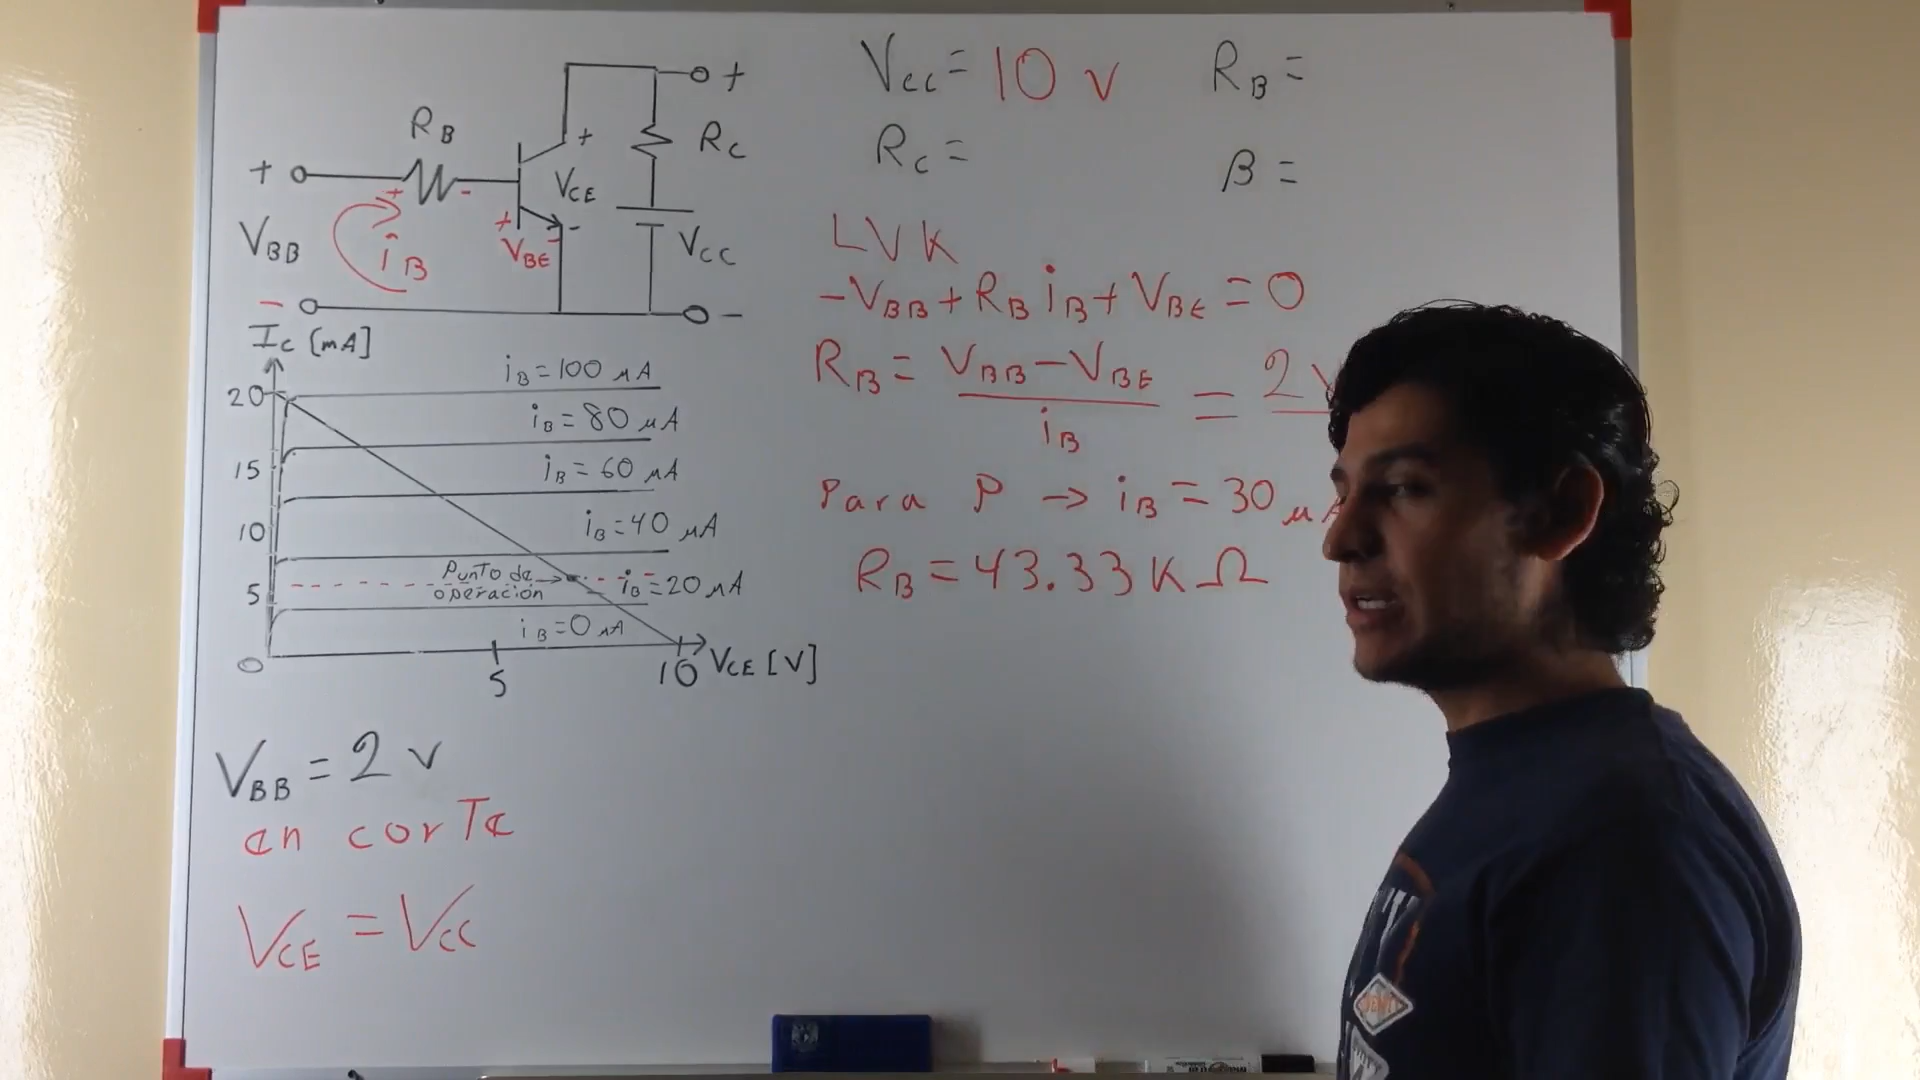 +
R_B
+
R_C
+ -
V_CE
V_BB
i_B
+
V_BE
-
V_CC
-
-
I_C [mA]
20
15
10
5
0
i_B = 100 μA
i_B = 80 μA
i_B = 60 μA
i_B = 40 μA
Punto de
operación
i_B = 20 μA
i_B = 0 μA
5
10
V_CE [V]
V_BB = 2 v
en corte
V_CE = V_CC
V_CC = 10 v
R_B =
R_C =
β =
LVK
-V_BB + R_B i_B + V_BE = 0
R_B = (V_BB - V_BE) / i_B = 2
Para P → i_B = 30 μA
R_B = 43.33 K Ω